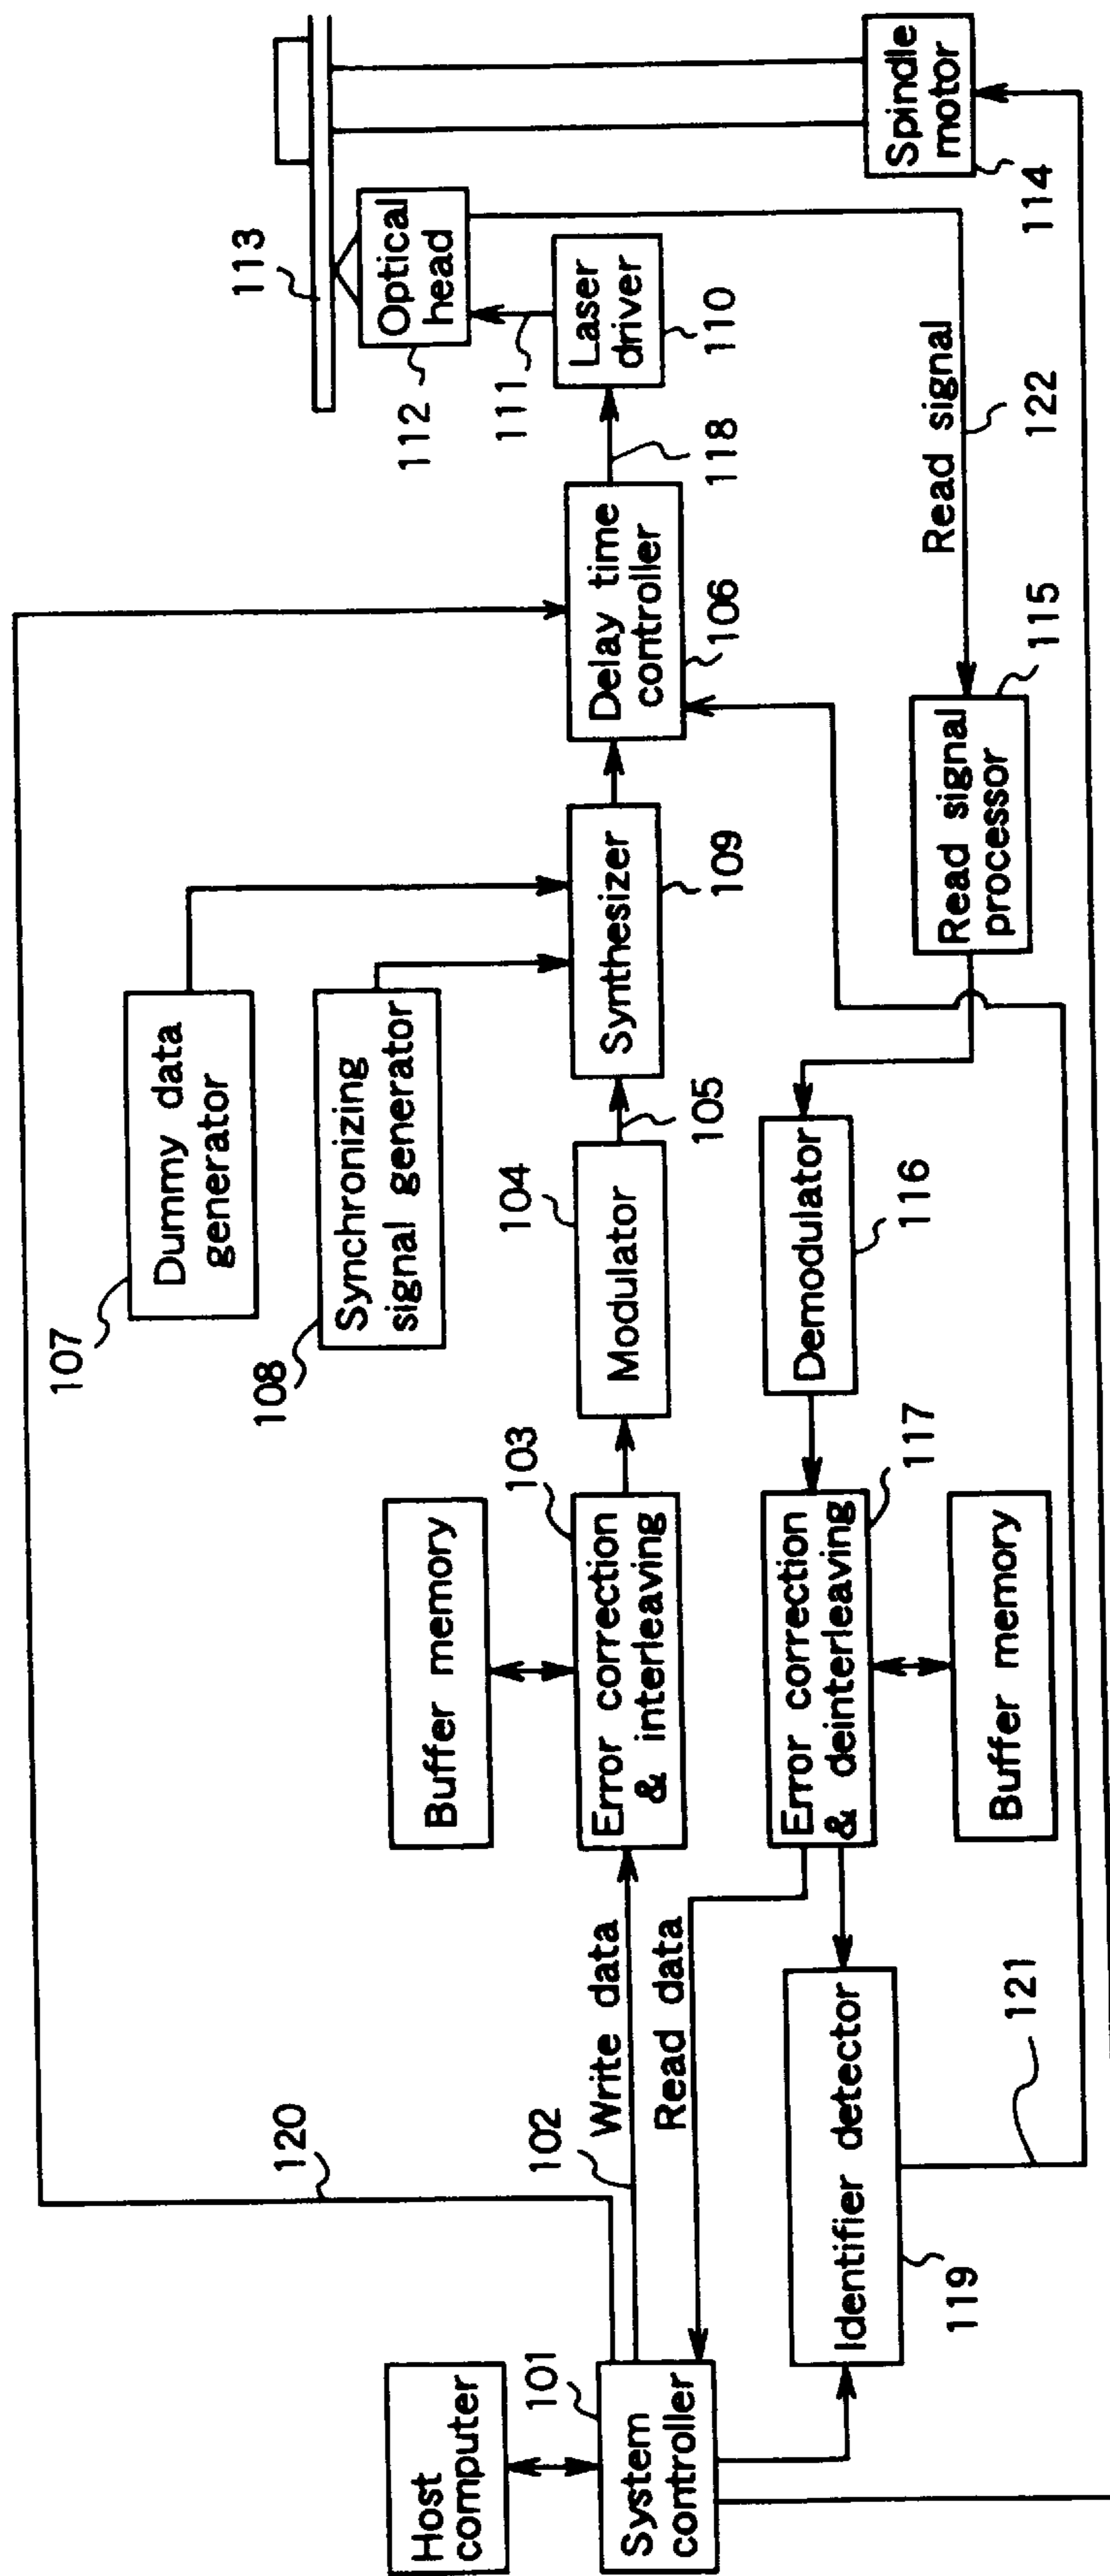 120
107
Dummy data
generator
108
Synchronizing
signal generator
113
Host
computer
Buffer memory
Optical
head
112
111
101
System
controller
102
Write data
Error correction
& interleaving
103
Modulator
104
105
Synthesizer
109
Delay time
controller
106
118
Laser
driver
110
Read data
Error correction
& deinterleaving
117
Demodulator
116
Read signal
processor
115
Read signal
122
Spindle
motor
114
Identifier detector
119
121
Buffer memory